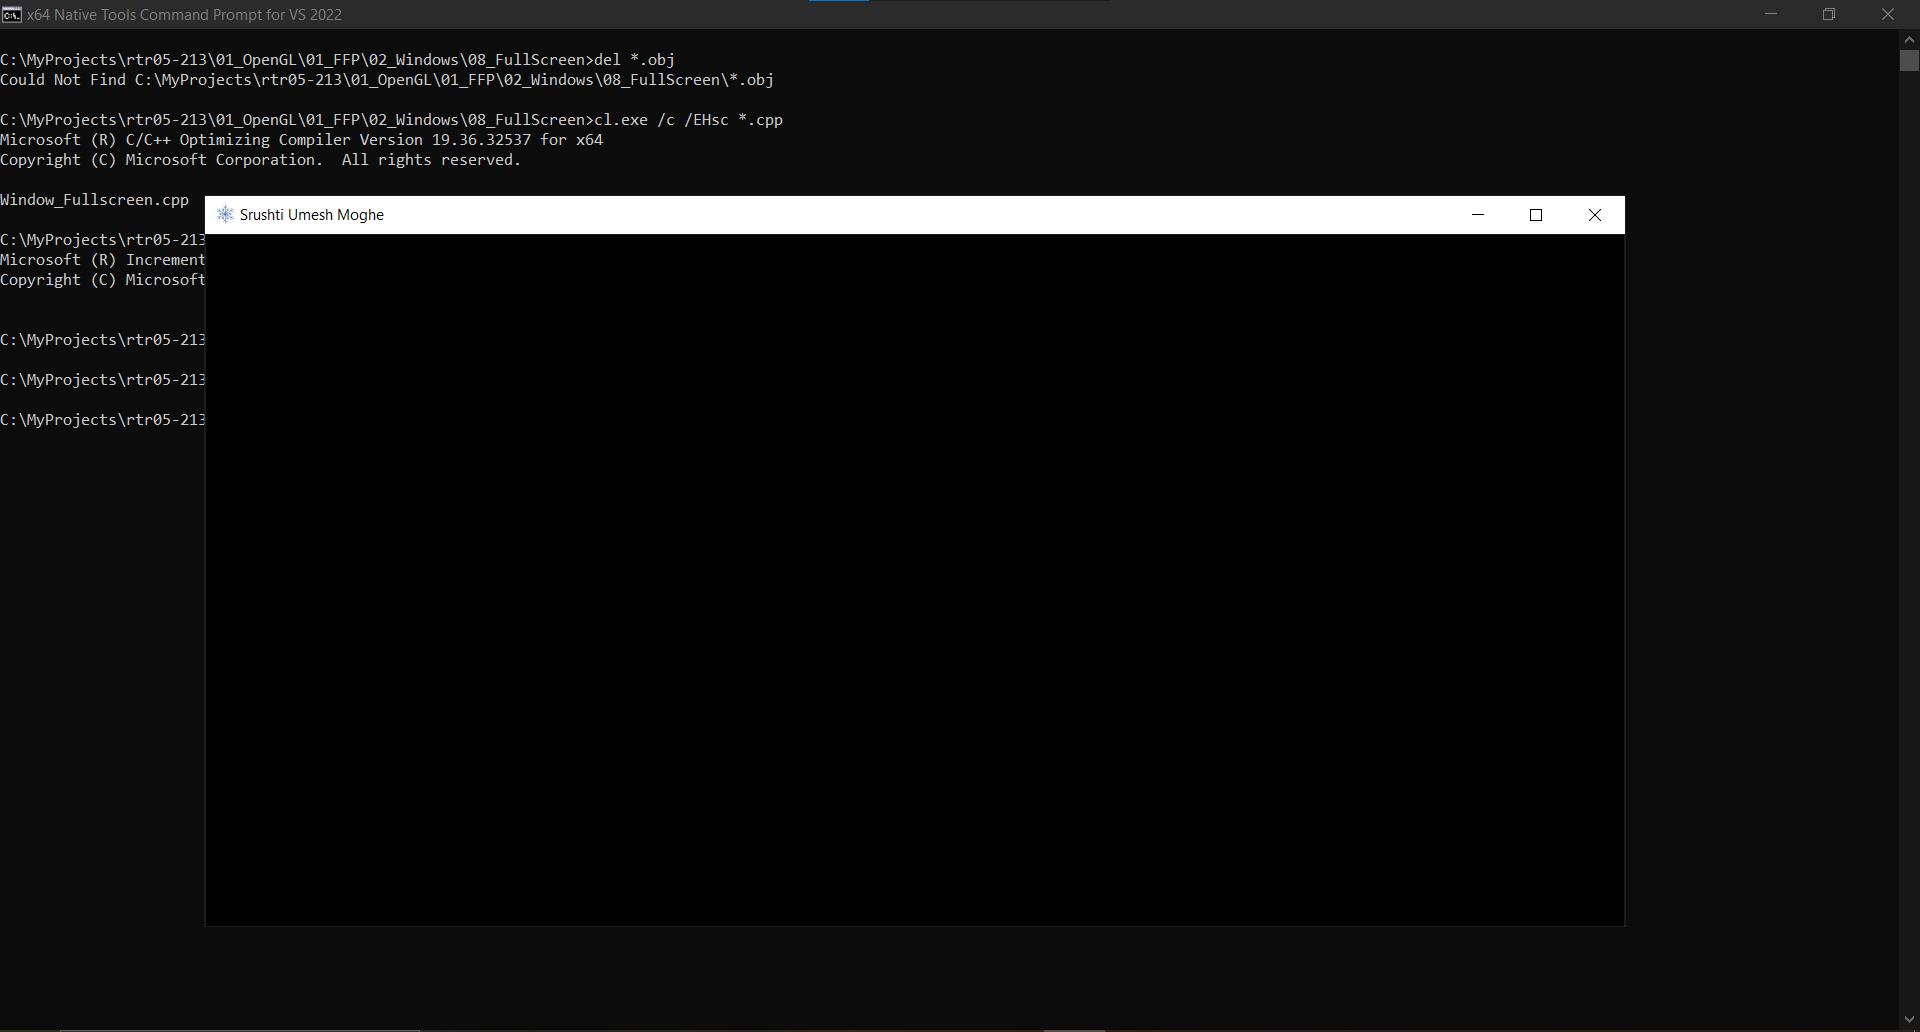 x64 Native Tools Command Prompt for VS 2022
C:\MyProjects\rtr05-213\01_OpenGL\01_FFP\02_Windows\08_FullScreen>del *.obj
Could Not Find C:\MyProjects\rtr05-213\01_OpenGL\01_FFP\02_Windows\08_FullScreen\*.obj
C:\MyProjects\rtr05-213\01_OpenGL\01_FFP\02_Windows\08_FullScreen>cl.exe /c /EHsc *.cpp
Microsoft (R) C/C++ Optimizing Compiler Version 19.36.32537 for x64
Copyright (C) Microsoft Corporation.  All rights reserved.
Window_Fullscreen.cpp
Srushti Umesh Moghe
C:\MyProjects\rtr05-213
Microsoft (R) Increment
Copyright (C) Microsoft
C:\MyProjects\rtr05-213
C:\MyProjects\rtr05-213
C:\MyProjects\rtr05-213